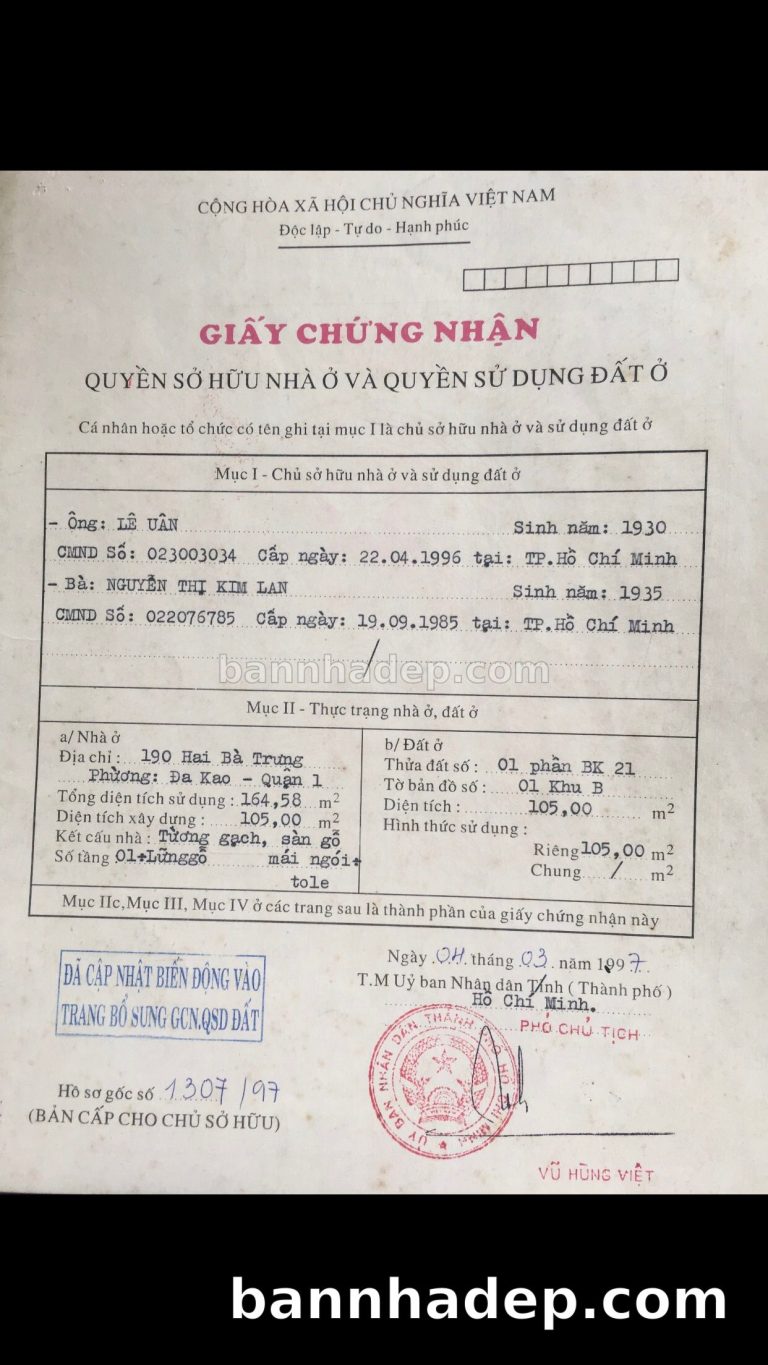 CỘNG HÒA XÃ HỘI CHỦ NGHĨA VIỆT NAM
Độc lập - Tự do - Hạnh phúc
GIẤY CHỨNG NHẬN
QUYỀN SỞ HỮU NHÀ Ở VÀ QUYỀN SỬ DỤNG ĐẤT Ở
Cá nhân hoặc tổ chức có tên ghi tại mục I là chủ sở hữu nhà ở và sử dụng đất ở
Mục I - Chủ sở hữu nhà ở và sử dụng đất ở
- Ông: LÊ UÂN Sinh năm: 1930
CMND Số: 023003034 Cấp ngày: 22.04.1996 tại: TP.Hồ Chí Minh
- Bà: NGUYỄN THỊ KIM LAN Sinh năm: 1935
CMND Số: 022076785 Cấp ngày: 19.09.1985 tại: TP.Hồ Chí Minh
/
bannhadep.com
Mục II - Thực trạng nhà ở, đất ở
a/ Nhà ở
Địa chỉ : 190 Hai Bà Trưng
Phường: Đa Kao - Quận 1
Tổng diện tích sử dụng : 164,58 m2
Diện tích xây dựng : 105,00 m2
Kết cấu nhà : Tường gạch, sàn gỗ
Số tầng 01+Lữnggỗ mái ngói+
tole
b/ Đất ở
Thửa đất số : 01 phần BK 21
Tờ bản đồ số : 01 Khu B
Diện tích : 105,00 m2
Hình thức sử dụng :
Riêng 105,00 m2
Chung / m2
Mục IIc,Mục III, Mục IV ở các trang sau là thành phần của giấy chứng nhận này
ĐÃ CẬP NHẬT BIẾN ĐỘNG VÀO
TRANG BỔ SUNG GCN.QSD ĐẤT
Hồ sơ gốc số 1307/97
(BẢN CẤP CHO CHỦ SỞ HỮU)
Ngày 04 tháng 03 năm 1997
T.M Uỷ ban Nhân dân Tỉnh ( Thành phố )
Hồ Chí Minh.
PHÓ CHỦ TỊCH
ỦY BAN NHÂN DÂN THÀNH PHỐ HỒ CHÍ MINH
VŨ HÙNG VIỆT
bannhadep.com